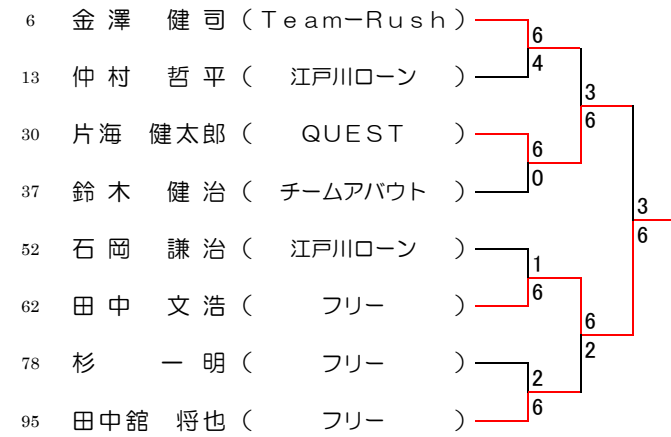 6 金澤 健司 (Team-Rush)
6
4
13 仲村 哲平 ( 江戸川ローン )
3
6
30 片海 健太郎 ( QUEST )
6
0
37 鈴木 健治 ( チームアバウト )
3
6
52 石岡 謙治 ( 江戸川ローン )
1
6
62 田中 文浩 ( フリー )
6
2
78 杉 一明 ( フリー )
2
6
95 田中舘 将也 ( フリー )